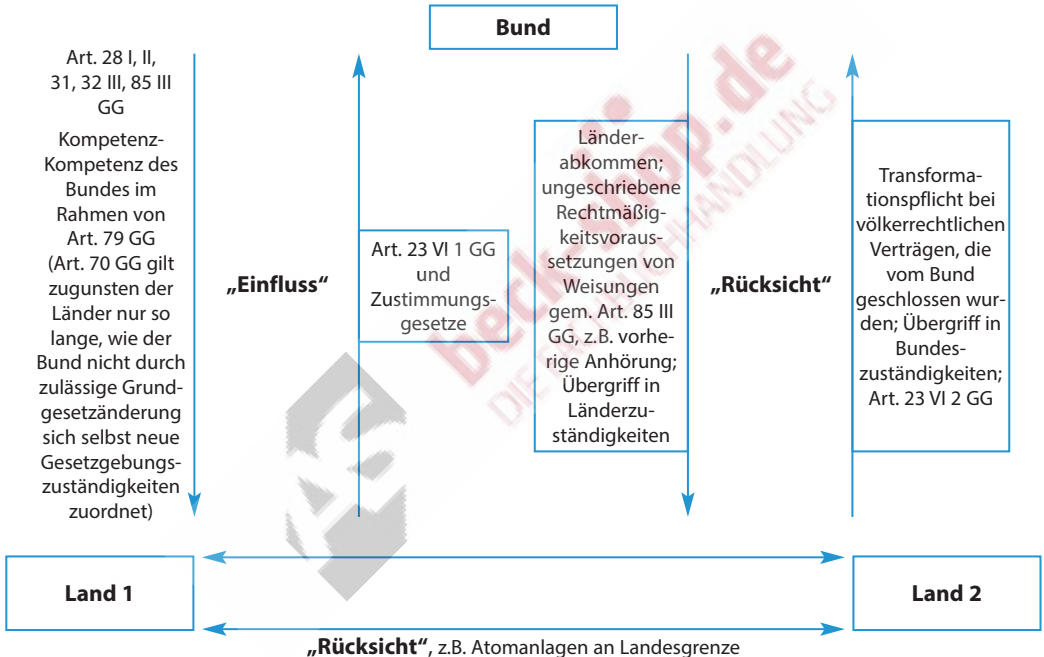 Bund
Art. 28 I, II,
31, 32 III, 85 III
GG
Kompetenz-
Kompetenz des
Bundes im
Rahmen von
Art. 79 GG
(Art. 70 GG gilt
zugunsten der
Länder nur so
lange, wie der
Bund nicht durch
zulässige Grund-
gesetzänderung
sich selbst neue
Gesetzgebungs-
zuständigkeiten
zuordnet)
„Einfluss“
Art. 23 VI 1 GG
und
Zustimmungs-
gesetze
Länder-
abkommen;
ungeschriebene
Rechtmäßig-
keitsvoraus-
setzungen von
Weisungen
gem. Art. 85 III
GG, z.B. vorhe-
rige Anhörung;
Übergriff in
Länderzu-
ständigkeiten
„Rücksicht“
Transforma-
tionspflicht bei
völkerrechtlichen
Verträgen, die
vom Bund
geschlossen wur-
den; Übergriff in
Bundes-
zuständigkeiten;
Art. 23 VI 2 GG
Land 1
Land 2
„Rücksicht“, z.B. Atomanlagen an Landesgrenze
beck-shop.de
DIE FACHBUCHHANDLUNG
AS